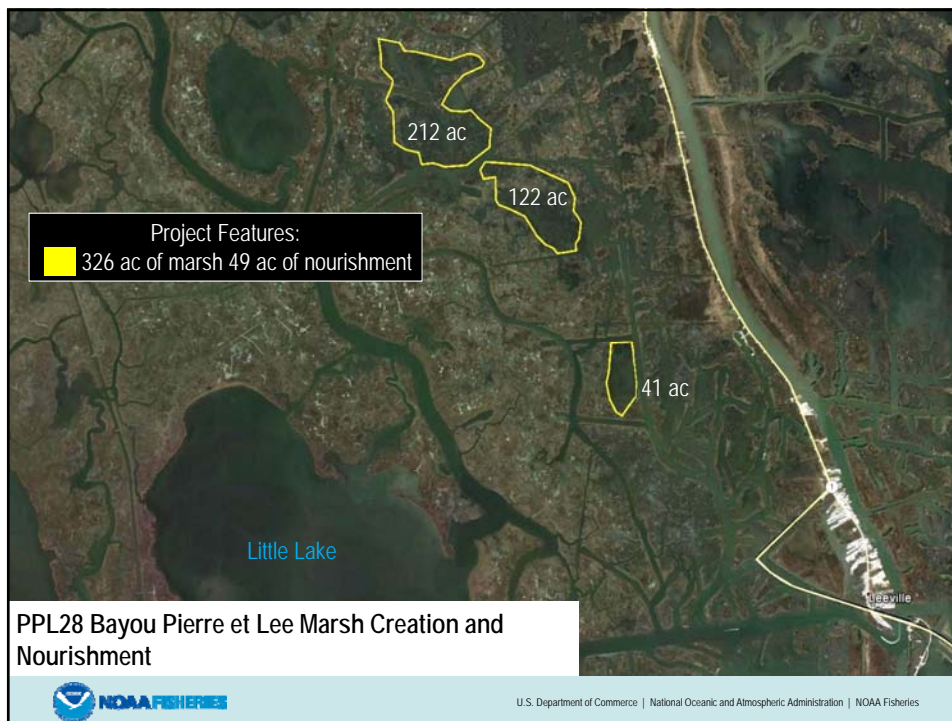 212 ac
122 ac
Project Features:
326 ac of marsh 49 ac of nourishment
41 ac
Little Lake
1
Leeville
PPL28 Bayou Pierre et Lee Marsh Creation and
Nourishment
NOAA FISHERIES
U.S. Department of Commerce | National Oceanic and Atmospheric Administration | NOAA Fisheries